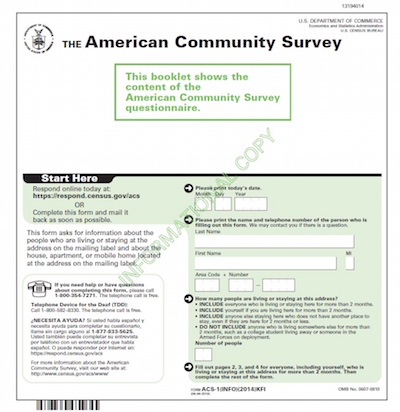 13194014
U.S. DEPARTMENT OF COMMERCE
Economics and Statistics Administration
U.S. CENSUS BUREAU
THE American Community Survey
This booklet shows the
content of the
American Community Survey
questionnaire.
Start Here
Respond online today at:
https://respond.census.gov/acs
OR
Complete this form and mail it
back as soon as possible.
This form asks for information about the
people who are living or staying at the
address on the mailing label and about the
house, apartment, or mobile home located
at the address on the mailing label.
If you need help or have questions
about completing this form, please call
1-800-354-7271. The telephone call is free.
Telephone Device for the Deaf (TDD):
Call 1-800-582-8330. The telephone call is free.
¿NECESITA AYUDA? Si usted habla español y
necesita ayuda para completar su cuestionario,
llame sin cargo alguno al 1-877-833-5625.
Usted también puede completar su entrevista
por teléfono con un entrevistador que habla
español. O puede responder por Internet en:
https://respond.census.gov/acs
For more information about the American
Community Survey, visit our web site at:
http://www.census.gov/acs/www/
Please print today's date.
Month Day Year
Please print the name and telephone number of the person who is
filling out this form. We may contact you if there is a question.
Last Name
First Name MI
Area Code + Number
How many people are living or staying at this address?
• INCLUDE everyone who is living or staying here for more than 2 months.
• INCLUDE yourself if you are living here for more than 2 months.
• INCLUDE anyone else staying here who does not have another place to
stay, even if they are here for 2 months or less.
• DO NOT INCLUDE anyone who is living somewhere else for more than
2 months, such as a college student living away or someone in the
Armed Forces on deployment.
Number of people
Fill out pages 2, 3, and 4 for everyone, including yourself, who is
living or staying at this address for more than 2 months. Then
complete the rest of the form.
FORM ACS-1(INFO)(2014)KFI
OMB No. 0607-0810
INFORMATIONAL COPY